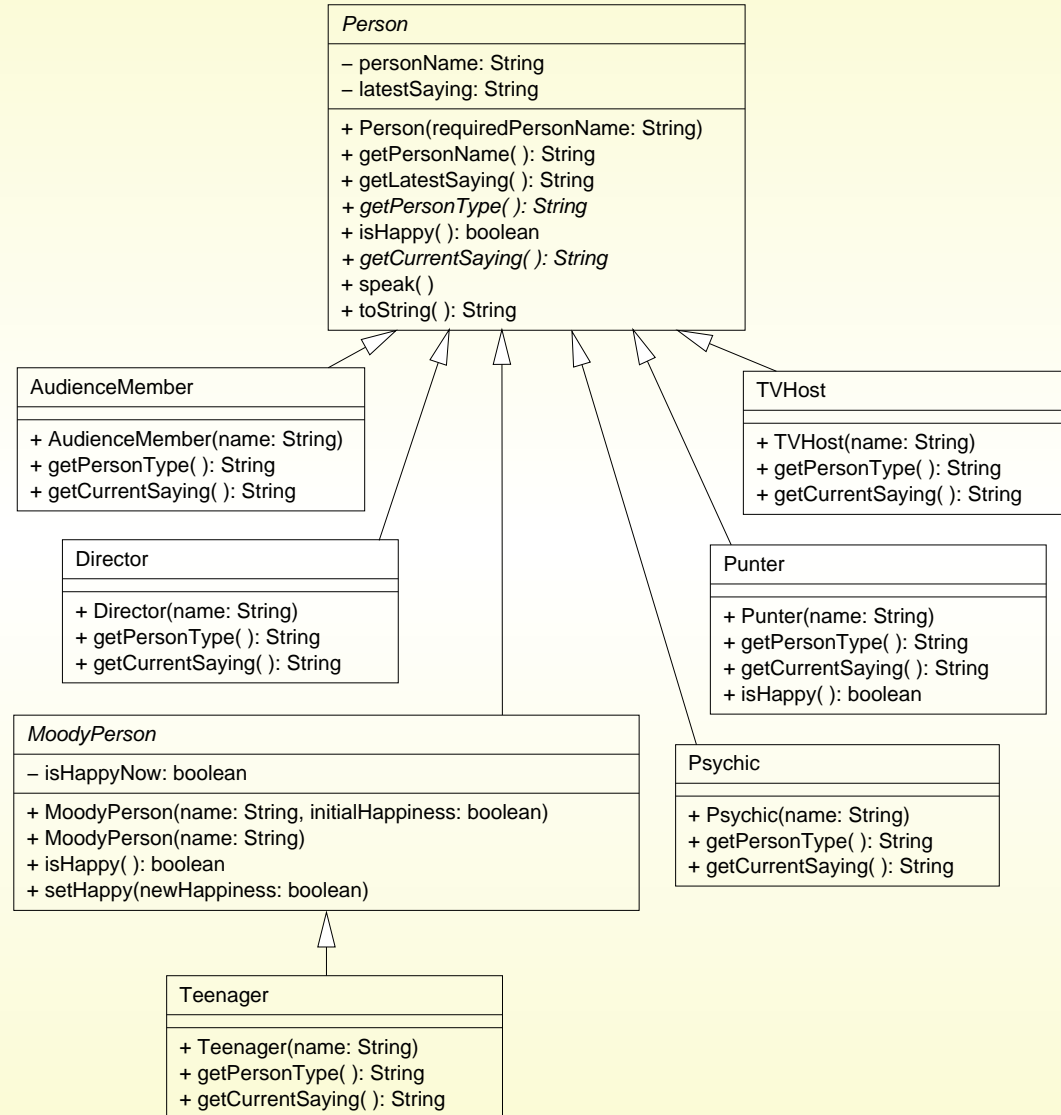 Person
– personName: String
– latestSaying: String
+ Person(requiredPersonName: String)
+ getPersonName( ): String
+ getLatestSaying( ): String
+ getPersonType( ): String
+ isHappy( ): boolean
+ getCurrentSaying( ): String
+ speak( )
+ toString( ): String
AudienceMember
+ AudienceMember(name: String)
+ getPersonType( ): String
+ getCurrentSaying( ): String
TVHost
+ TVHost(name: String)
+ getPersonType( ): String
+ getCurrentSaying( ): String
Director
+ Director(name: String)
+ getPersonType( ): String
+ getCurrentSaying( ): String
Punter
+ Punter(name: String)
+ getPersonType( ): String
+ getCurrentSaying( ): String
+ isHappy( ): boolean
MoodyPerson
– isHappyNow: boolean
+ MoodyPerson(name: String, initialHappiness: boolean)
+ MoodyPerson(name: String)
+ isHappy( ): boolean
+ setHappy(newHappiness: boolean)
Psychic
+ Psychic(name: String)
+ getPersonType( ): String
+ getCurrentSaying( ): String
Teenager
+ Teenager(name: String)
+ getPersonType( ): String
+ getCurrentSaying( ): String